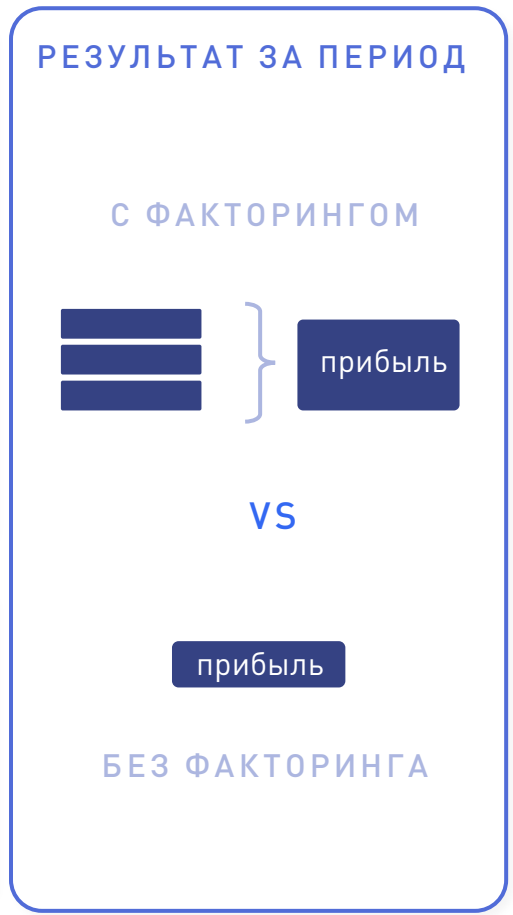 РЕЗУЛЬТАТ ЗА ПЕРИОД
С ФАКТОРИНГОМ
прибыль
VS
прибыль
БЕЗ ФАКТОРИНГА